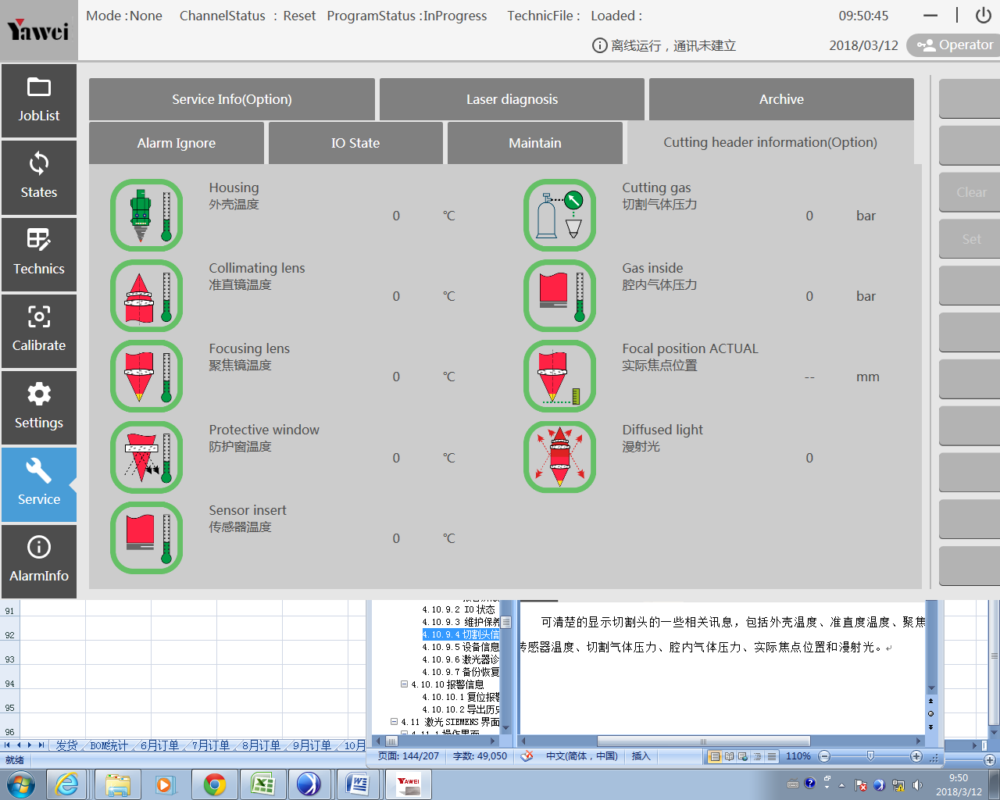 Yawei
Mode : None ChannelStatus : Reset ProgramStatus : InProgress TechnicFile : Loaded : 09:50:45
离线运行，通讯未建立 2018/03/12 Operator
JobList
States
Technics
Calibrate
Settings
Service
AlarmInfo
Service Info(Option) Laser diagnosis Archive
Alarm Ignore IO State Maintain Cutting header information(Option)
Housing
外壳温度
0 ℃
Collimating lens
准直镜温度
0 ℃
Focusing lens
聚焦镜温度
0 ℃
Protective window
防护窗温度
0 ℃
Sensor insert
传感器温度
0 ℃
Cutting gas
切割气体压力
0 bar
Gas inside
腔内气体压力
0 bar
Focal position ACTUAL
实际焦点位置
-- mm
Diffused light
漫射光
0
Clear
Set
91
92
93
94
95
96
4.10.9.2 IO 状态
4.10.9.3 维护保养
4.10.9.4 切割头信
4.10.9.5 设备信息
4.10.9.6 激光器诊
4.10.9.7 备份恢复
4.10.10 报警信息
4.10.10.1 复位报警
4.10.10.2 导出历史
4.11 激光 SIEMENS 界面
4.11.1 操作界面
可清楚的显示切割头的一些相关讯息，包括外壳温度、准直度温度、聚焦
传感器温度、切割气体压力、腔内气体压力、实际焦点位置和漫射光。
发货 BOM统计 6月订单 7月订单 8月订单 9月订单 10月
就绪
页面: 144/207 字数: 49,050 中文(简体，中国) 插入 110%
YAWEI
9:50
2018/3/12